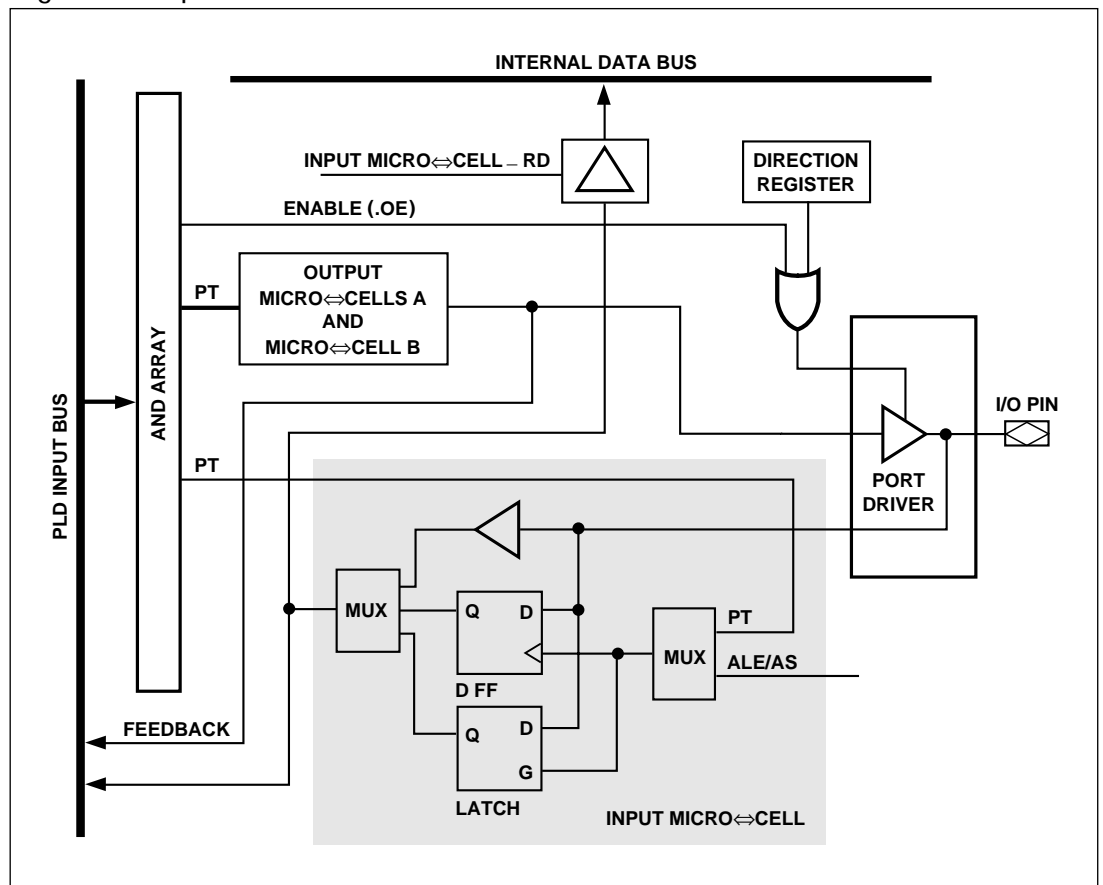 INTERNAL DATA BUS
INPUT MICRO⇔CELL – RD
DIRECTION
REGISTER
ENABLE (.OE)
PT
OUTPUT
MICRO⇔CELLS A
AND
MICRO⇔CELL B
AND ARRAY
PLD INPUT BUS
I/O PIN
PORT
DRIVER
PT
MUX
Q
D
D FF
MUX
PT
ALE/AS
FEEDBACK
Q
D
G
LATCH
INPUT MICRO⇔CELL